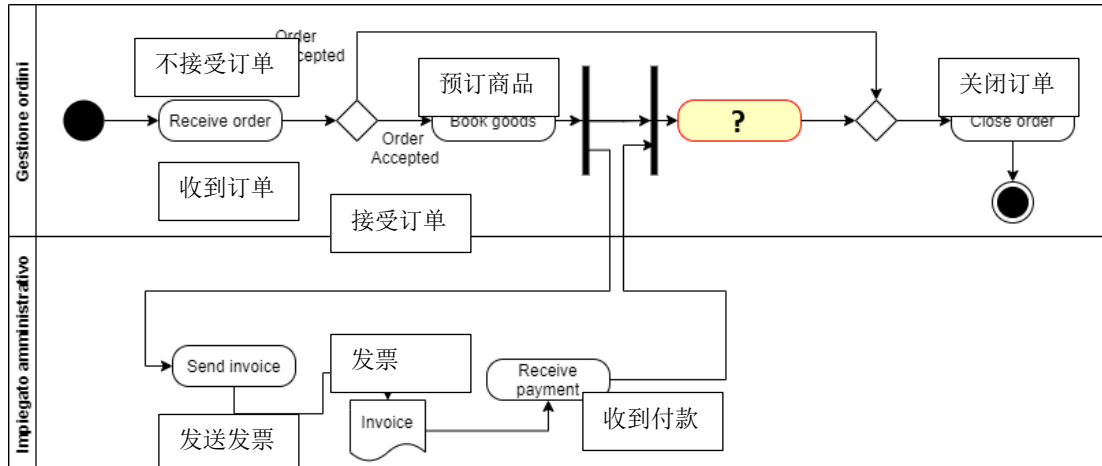 Gestione ordini
Order
cepted
不接受订单
Receive order
收到订单
Order
Accepted
接受订单
预订商品
Book goods
?
关闭订单
Close order
Impiegato amministrativo
Send invoice
发送发票
发票
Invoice
Receive
payment
收到付款